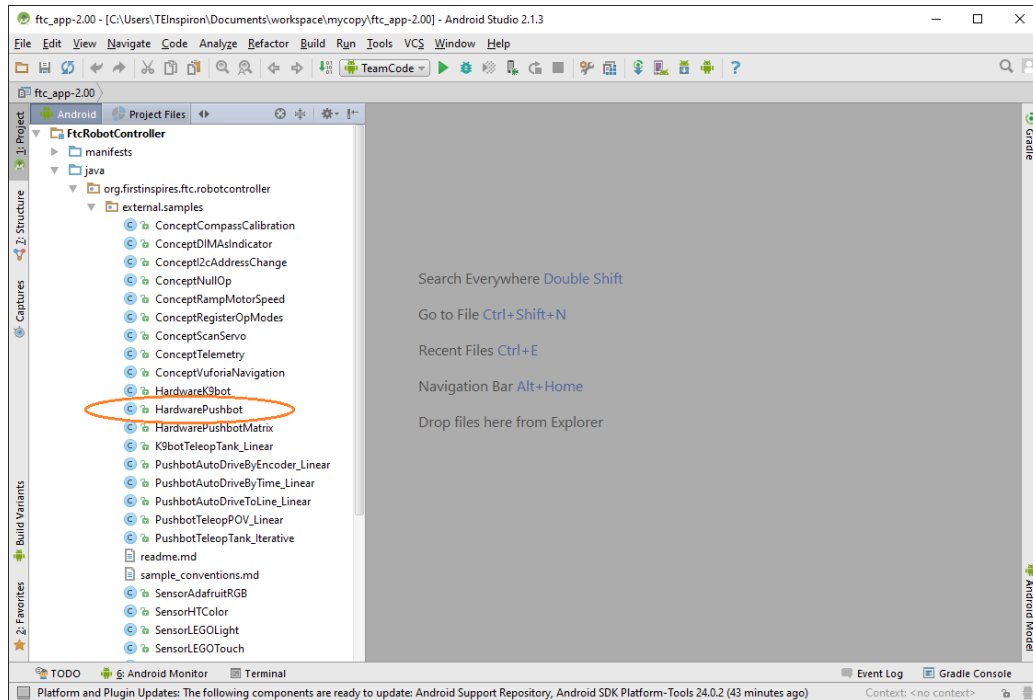 ftc_app-2.00 - [C:\Users\TEInspiron\Documents\workspace\mycopy\ftc_app-2.00] - Android Studio 2.1.3
File Edit View Navigate Code Analyze Refactor Build Run Tools VCS Window Help
TeamCode
ftc_app-2.00
Android Project Files
1: Project
7: Structure
Captures
Build Variants
2: Favorites
FtcRobotController
manifests
java
org.firstinspires.ftc.robotcontroller
external.samples
ConceptCompassCalibration
ConceptDIMAsIndicator
ConceptI2cAddressChange
ConceptNullOp
ConceptRampMotorSpeed
ConceptRegisterOpModes
ConceptScanServo
ConceptTelemetry
ConceptVuforiaNavigation
HardwareK9bot
HardwarePushbot
HardwarePushbotMatrix
K9botTeleopTank_Linear
PushbotAutoDriveByEncoder_Linear
PushbotAutoDriveByTime_Linear
PushbotAutoDriveToLine_Linear
PushbotTeleopPOV_Linear
PushbotTeleopTank_Iterative
readme.md
sample_conventions.md
SensorAdafruitRGB
SensorHTColor
SensorLEGOLight
SensorLEGOTouch
Search Everywhere Double Shift
Go to File Ctrl+Shift+N
Recent Files Ctrl+E
Navigation Bar Alt+Home
Drop files here from Explorer
Gradle
Android Model
TODO 6: Android Monitor Terminal Event Log Gradle Console
Platform and Plugin Updates: The following components are ready to update: Android Support Repository, Android SDK Platform-Tools 24.0.2 (43 minutes ago) Context: <no context>